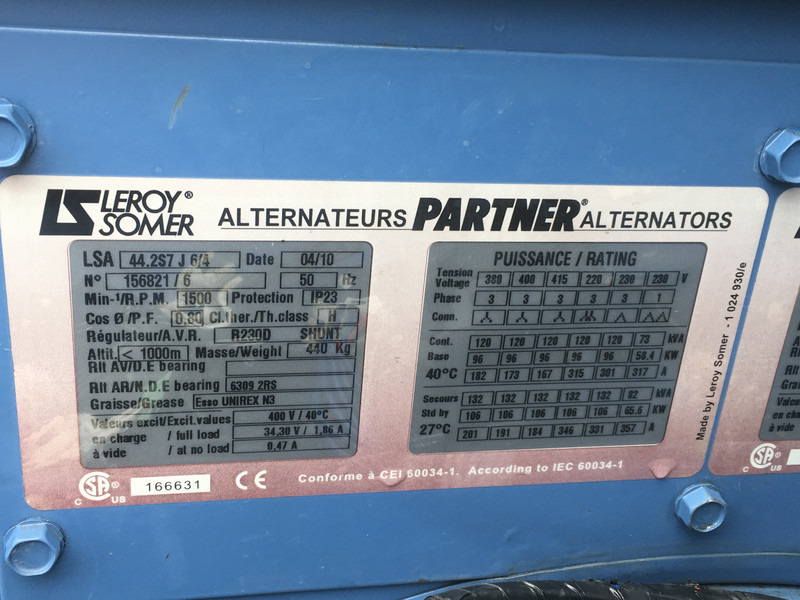 LS LEROY® SOMER ALTERNATEURS PARTNER® ALTERNATORS
LSA 44.2S7 J 6/4 Date 04/10
N° 156821 / 6 50 Hz
Min-¹/R.P.M. 1500 Protection IP23
Cos Ø /P.F. 0,80 Cl.ther./Th.class H
Régulateur/A.V.R. R230D SHUNT
Altit. < 1000m Masse/Weight 440 Kg
Rlt AV/D.E bearing
Rlt AR/N.D.E bearing 6309 2RS
Graisse/Grease Esso UNIREX N3
Valeurs excit/Excit.values 400 V / 40°C
en charge / full load 34,30 V / 1,86 A
à vide / at no load 0,47 A
PUISSANCE / RATING
Tension Voltage 380 400 415 220 230 230 V
Phase 3 3 3 3 3 1
Conn.
Cont. 120 120 120 120 120 73 kVA
Base 96 96 96 96 96 58.4 KW
40°C 182 173 167 315 301 317 A
Secours 132 132 132 132 132 82 kVA
Std by 106 106 106 106 106 65.6 KW
27°C 201 191 184 346 331 357 A
Made by Leroy Somer - 1 024 930/e
C SA® US 166631 CE Conforme à CEI 60034-1. According to IEC 60034-1
C SA US